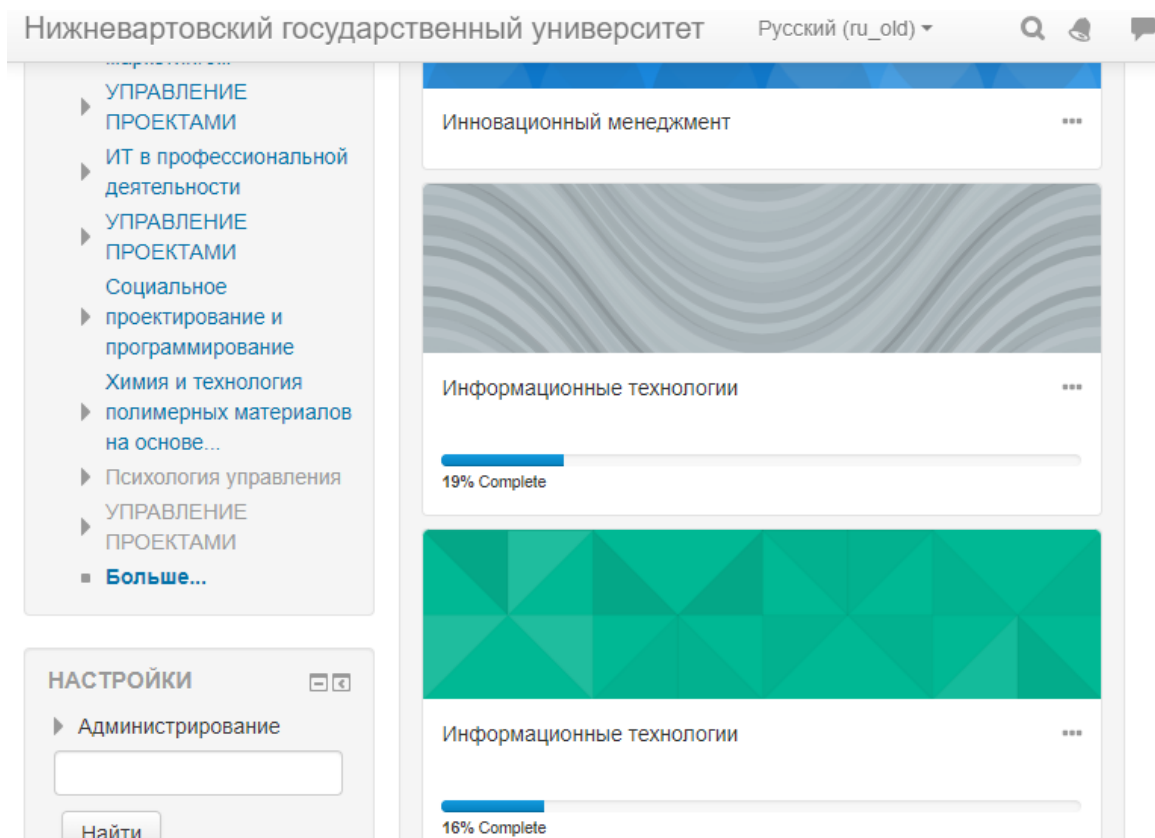 Нижневартовский государственный университет
Русский (ru_old)
УПРАВЛЕНИЕ
ПРОЕКТАМИ
ИТ в профессиональной
деятельности
УПРАВЛЕНИЕ
ПРОЕКТАМИ
Социальное
проектирование и
программирование
Химия и технология
полимерных материалов
на основе...
Психология управления
УПРАВЛЕНИЕ
ПРОЕКТАМИ
Больше...
НАСТРОЙКИ
Администрирование
Найти
Инновационный менеджмент
Информационные технологии
19% Complete
Информационные технологии
16% Complete